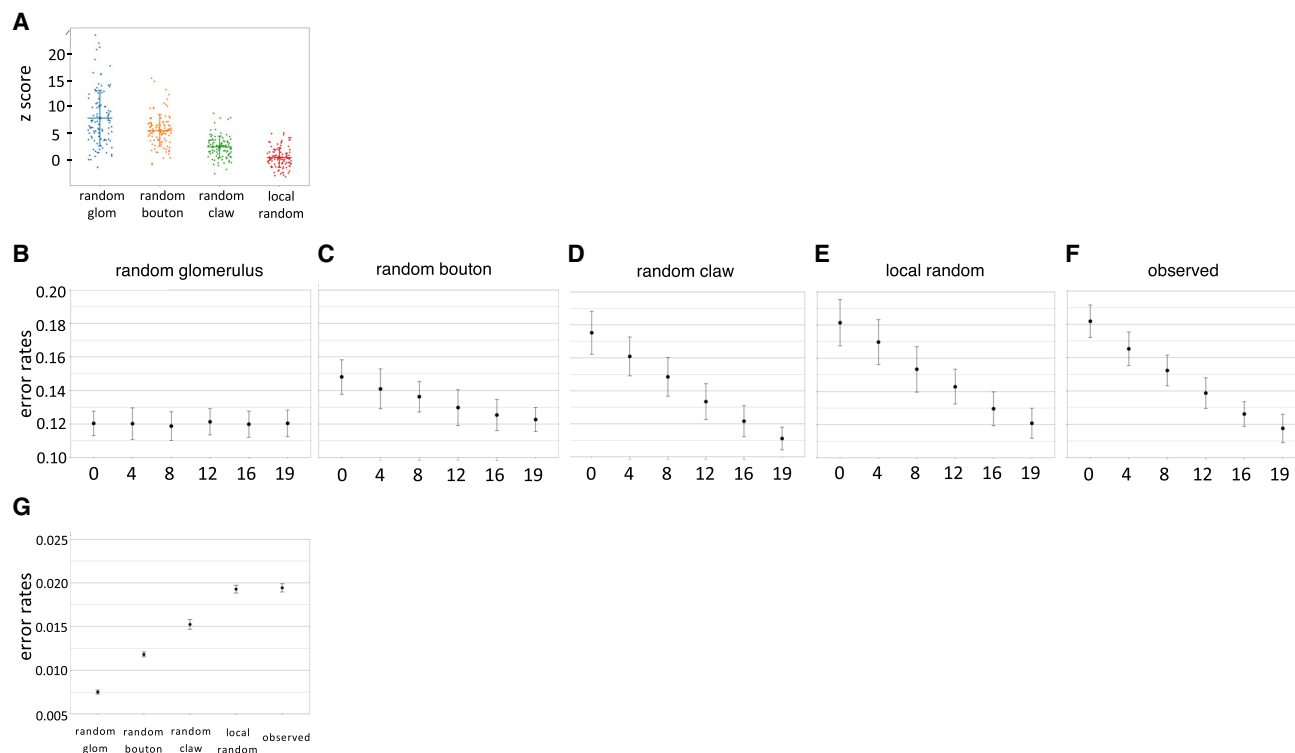 A
z score
20
15
10
5
0
random glom
random bouton
random claw
local random
B
random glomerulus
C
random bouton
D
random claw
E
local random
F
observed
error rates
0.20
0.18
0.16
0.14
0.12
0.10
0 4 8 12 16 19
0 4 8 12 16 19
0 4 8 12 16 19
0 4 8 12 16 19
0 4 8 12 16 19
G
error rates
0.025
0.020
0.015
0.010
0.005
random glom
random bouton
random claw
local random
observed